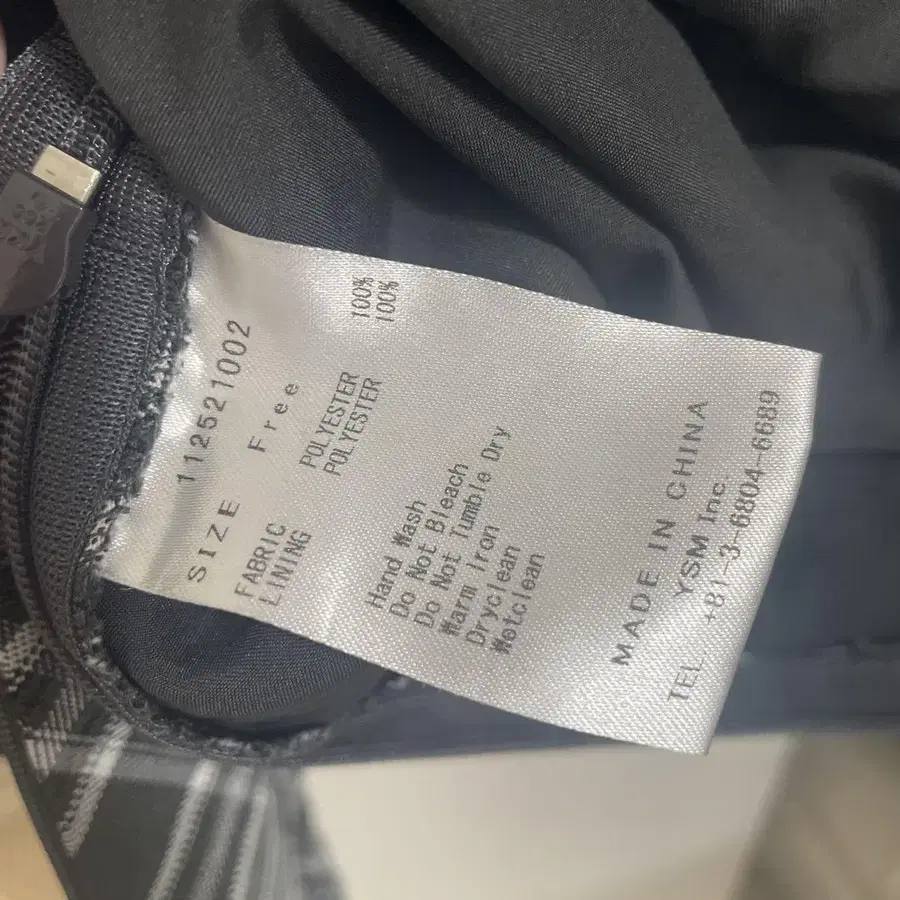 112521002
SIZE Free
FABRIC POLYESTER 100%
LINING POLYESTER 100%
Hand Wash
Do Not Bleach
Do Not Tumble Dry
Warm Iron
Dryclean
Wetclean
MADE IN CHINA
YSM Inc.
TEL. +81-3-6804-6689